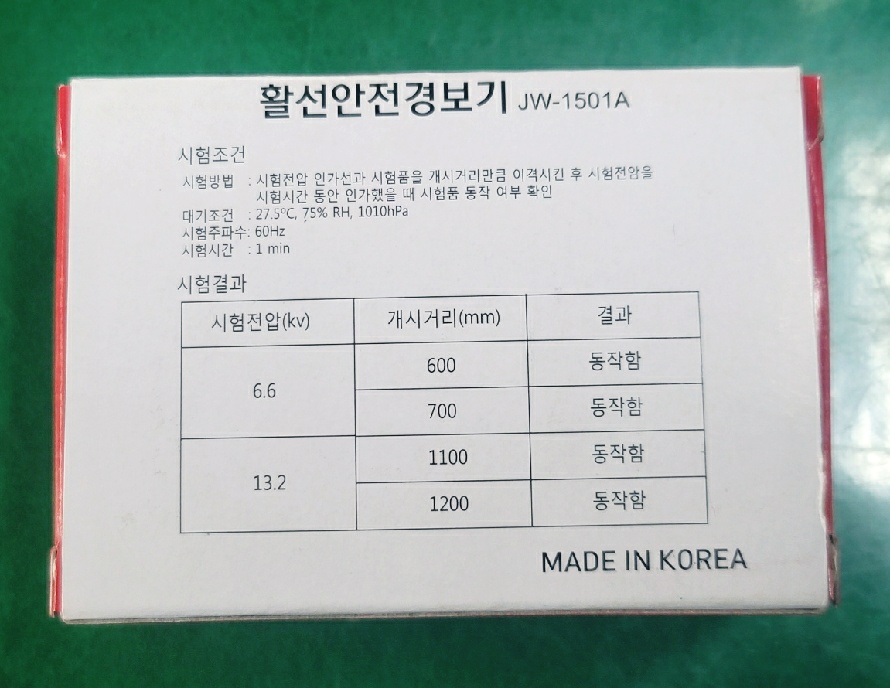 활선안전경보기 JW-1501A
시험조건
시험방법 : 시험전압 인가선과 시험품을 개시거리만큼 이격시킨 후 시험전압을
시험시간 동안 인가했을 때 시험품 동작 여부 확인
대기조건 : 27.5℃, 75% RH, 1010hPa
시험주파수: 60Hz
시험시간 : 1 min
시험결과
시험전압(kv) 개시거리(mm) 결과
6.6 600 동작함
700 동작함
13.2 1100 동작함
1200 동작함
MADE IN KOREA